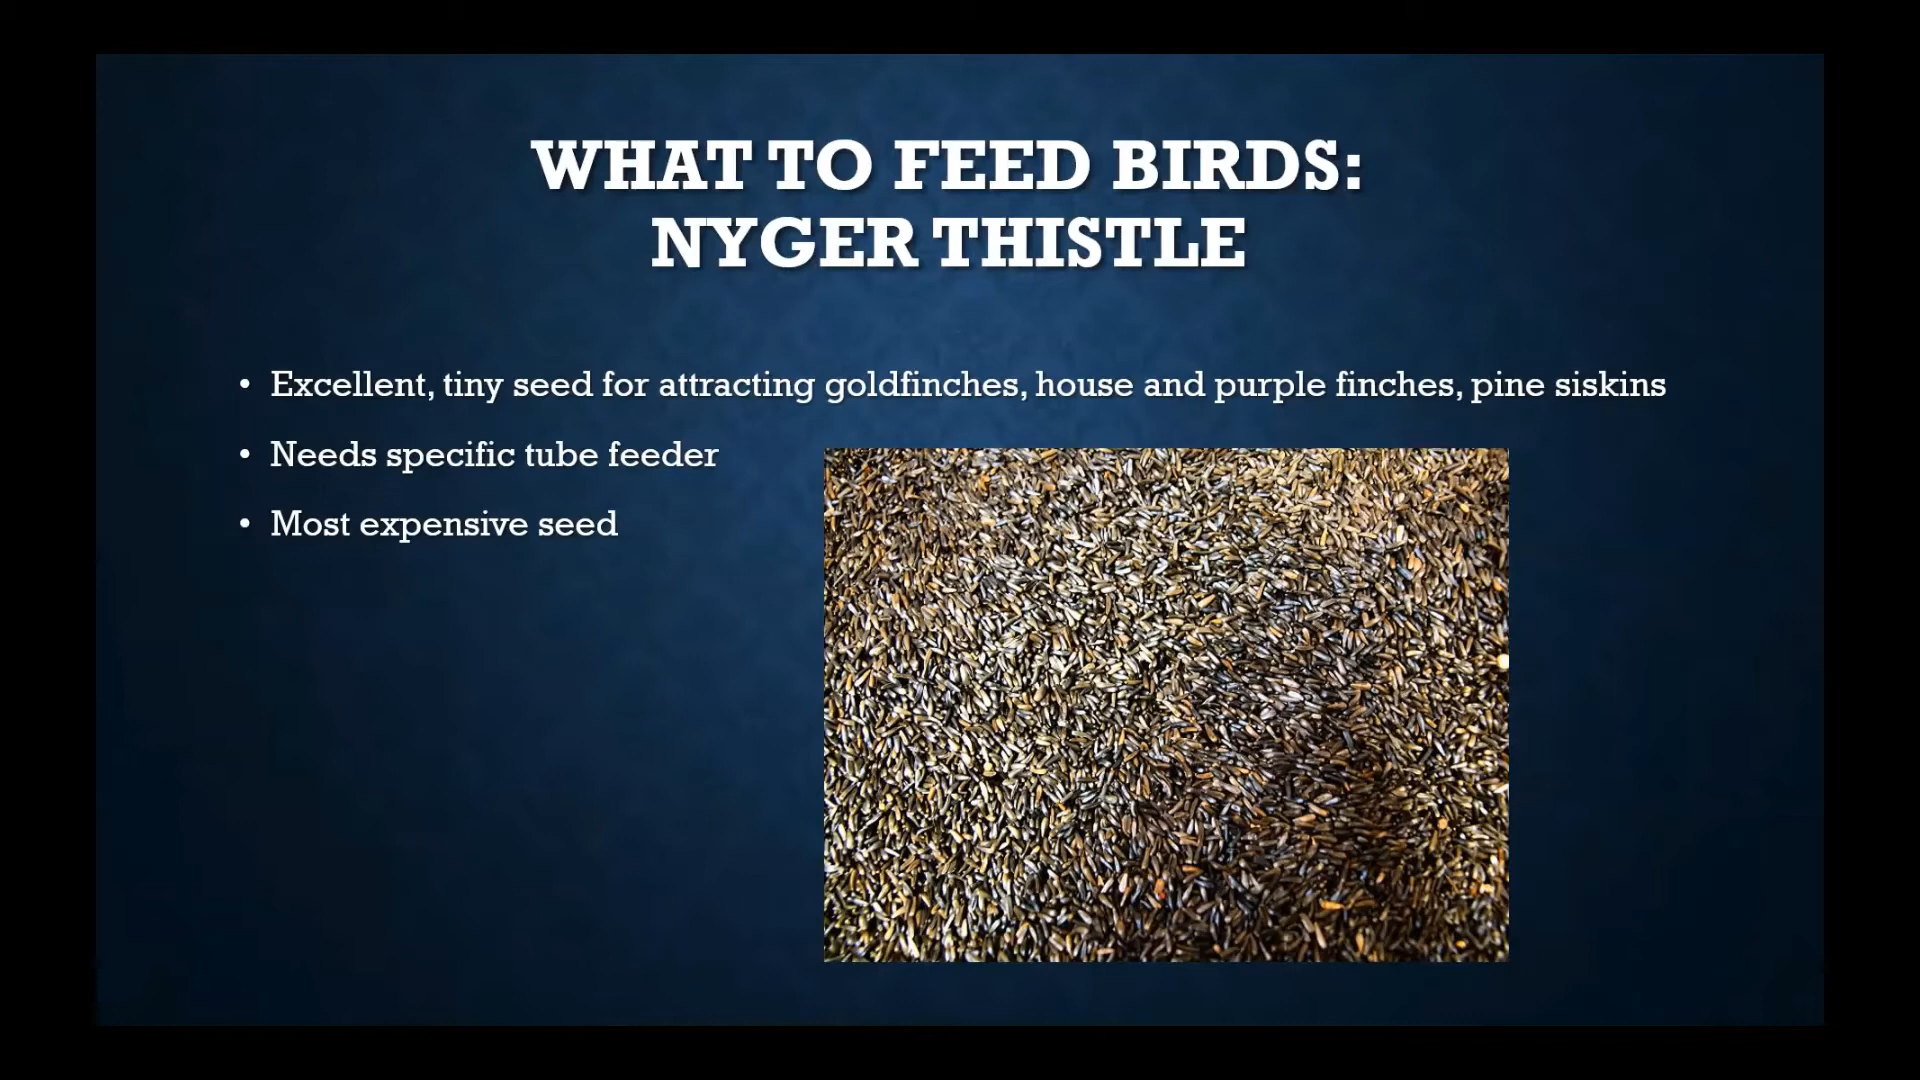 WHAT TO FEED BIRDS:
NYGER THISTLE
• Excellent, tiny seed for attracting goldfinches, house and purple finches, pine siskins
• Needs specific tube feeder
• Most expensive seed